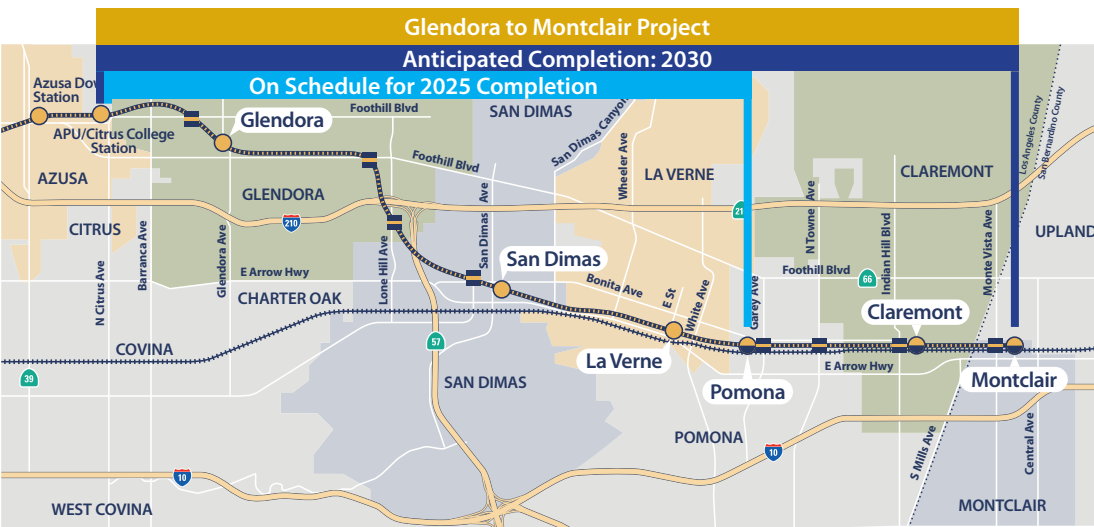 Glendora to Montclair Project
Anticipated Completion: 2030
On Schedule for 2025 Completion
Azusa Do
Station
APU/Citrus College
Station
Glendora
Foothill Blvd
SAN DIMAS
San Dimas Canyon
Foothill Blvd
Wheeler Ave
LA VERNE
CLAREMONT
Los Angeles County
San Bernardino County
AZUSA
GLENDORA
210
21
CITRUS
UPLAND
Barranca Ave
Glendora Ave
N Citrus Ave
Lone Hill Ave
San Dimas Ave
N Towne Ave
Indian Hill Blvd
Monte Vista Ave
E Arrow Hwy
San Dimas
Foothill Blvd
66
CHARTER OAK
Bonita Ave
E St
White Ave
Garey Ave
Claremont
COVINA
57
La Verne
E Arrow Hwy
39
SAN DIMAS
Pomona
Montclair
POMONA
10
10
S Mills Ave
Central Ave
WEST COVINA
MONTCLAIR